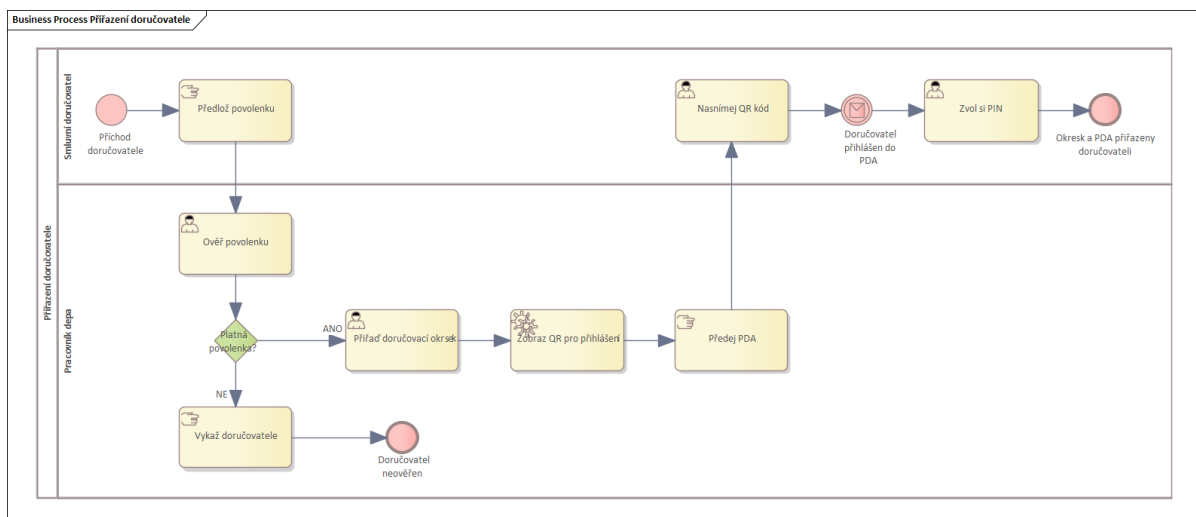 Business Process Přiřazení doručovatele
Přiřazení doručovatele
Smluvní doručovatel
Příchod
doručovatele
Předlož povolenku
Nasnímej QR kód
Doručovatel
přihlášen do
PDA
Zvol si PIN
Okresk a PDA přiřazeny
doručovateli
Pracovník depa
Ověř povolenku
Platná
povolenka?
ANO
Přiřaď doručovací okrsek
Zobraz QR pro přihlášení
Předej PDA
NE
Vykaž doručovatele
Doručovatel
neověřen